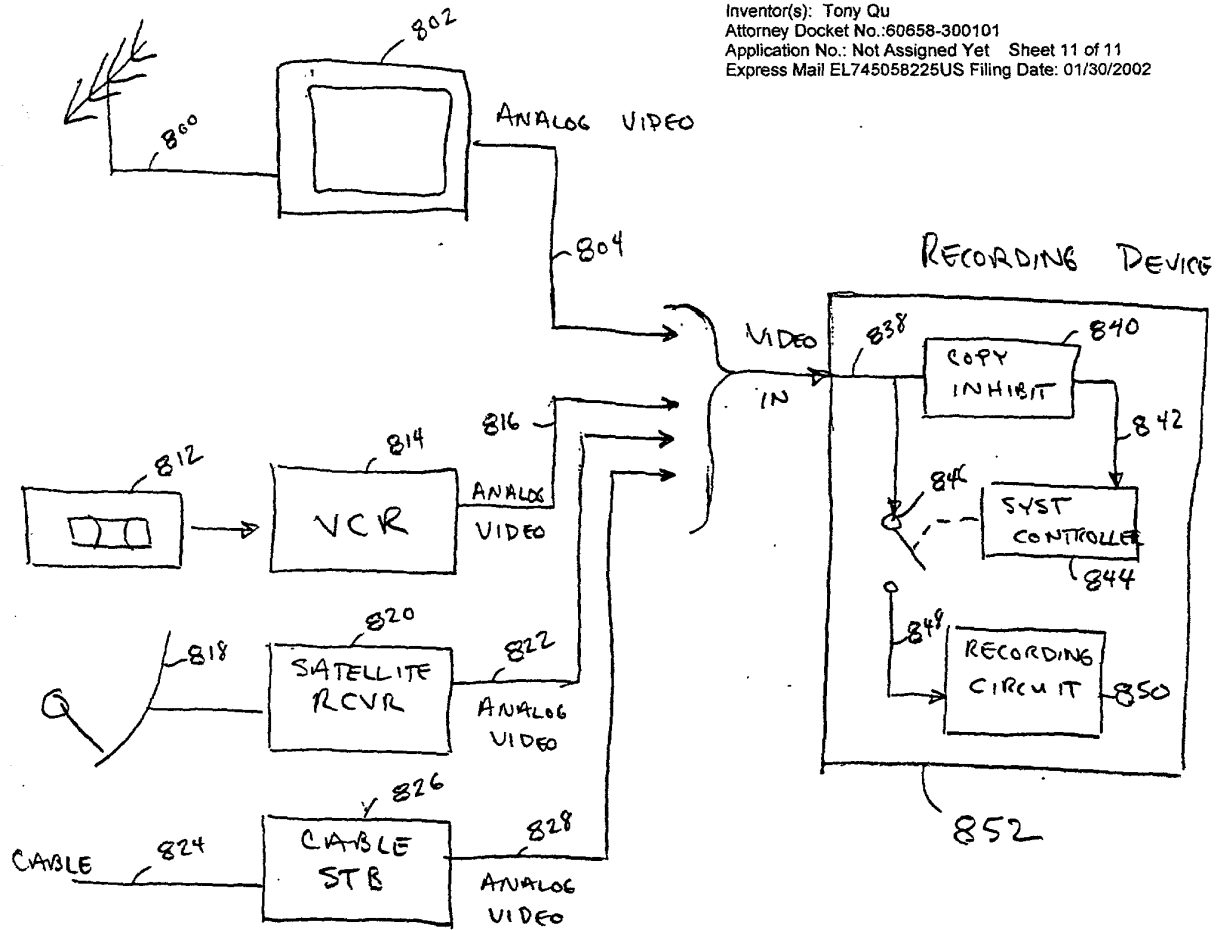 Inventor(s): Tony Qu
Attorney Docket No.:60658-300101
Application No.: Not Assigned Yet Sheet 11 of 11
Express Mail EL745058225US Filing Date: 01/30/2002
802
800
ANALOG VIDEO
804
RECORDING DEVICE
VIDEO
IN
838
840
COPY
INHIBIT
842
816
812
814
VCR
ANALOG
VIDEO
846
SYST
CONTROLLER
844
818
820
SATELLITE
RCVR
822
ANALOG
VIDEO
848
RECORDING
CIRCUIT
850
852
826
CABLE
824
CABLE
STB
828
ANALOG
VIDEO